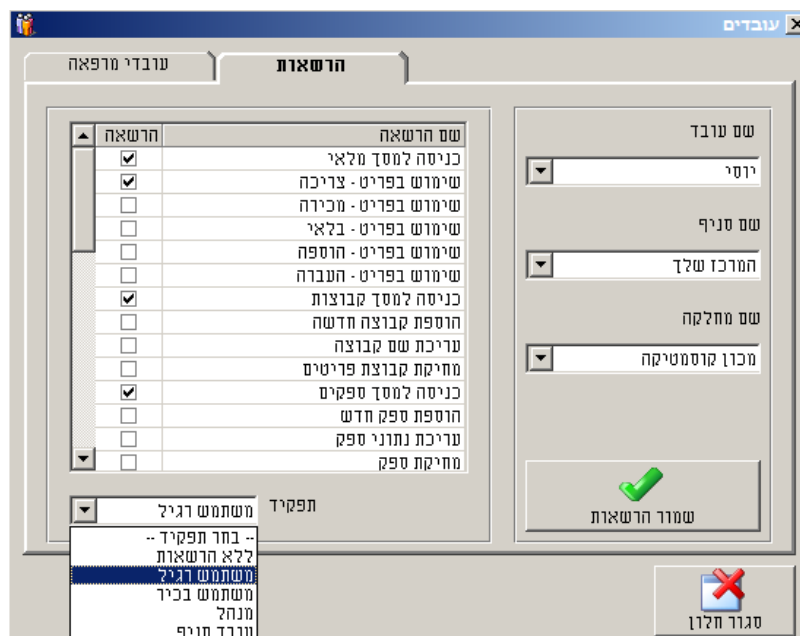 עובדים
הרשאות
עובדי מרפאה
שם עובד
יוסי
שם סניף
המרכז שלך
שם מחלקה
מכון קוסמטיקה
שמור הרשאות
שם הרשאה הרשאה
כניסה למסך מלאי
שימוש בפריט - צריכה
שימוש בפריט - מכירה
שימוש בפריט - בלאי
שימוש בפריט - הוספה
שימוש בפריט - העברה
כניסה למסך קבוצות
הוספת קבוצה חדשה
עריכת שם קבוצה
מחיקת קבוצת פריטים
כניסה למסך ספקים
הוספת ספק חדש
עריכת נתוני ספק
מחיקת ספק
תפקיד משתמש רגיל
-- בחר תפקיד --
ללא הרשאות
משתמש רגיל
משתמש בכיר
מנהל
עובד סניף
סגור חלון